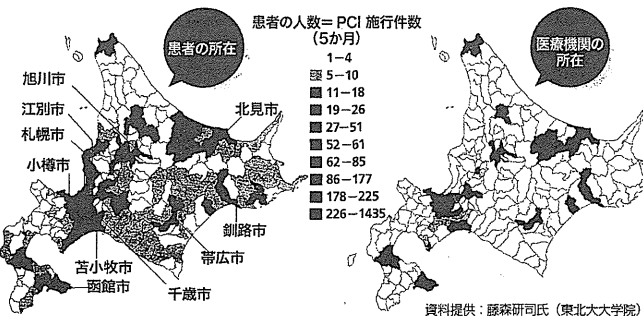 患者の所在
患者の人数=PCI 施行件数
(5か月)
1-4
5-10
11-18
19-26
27-51
52-61
62-85
86-177
178-225
226-1435
医療機関の
所在
旭川市
江別市
札幌市
小樽市
北見市
釧路市
帯広市
千歳市
苫小牧市
函館市
資料提供:藤森研司氏(東北大大学院)